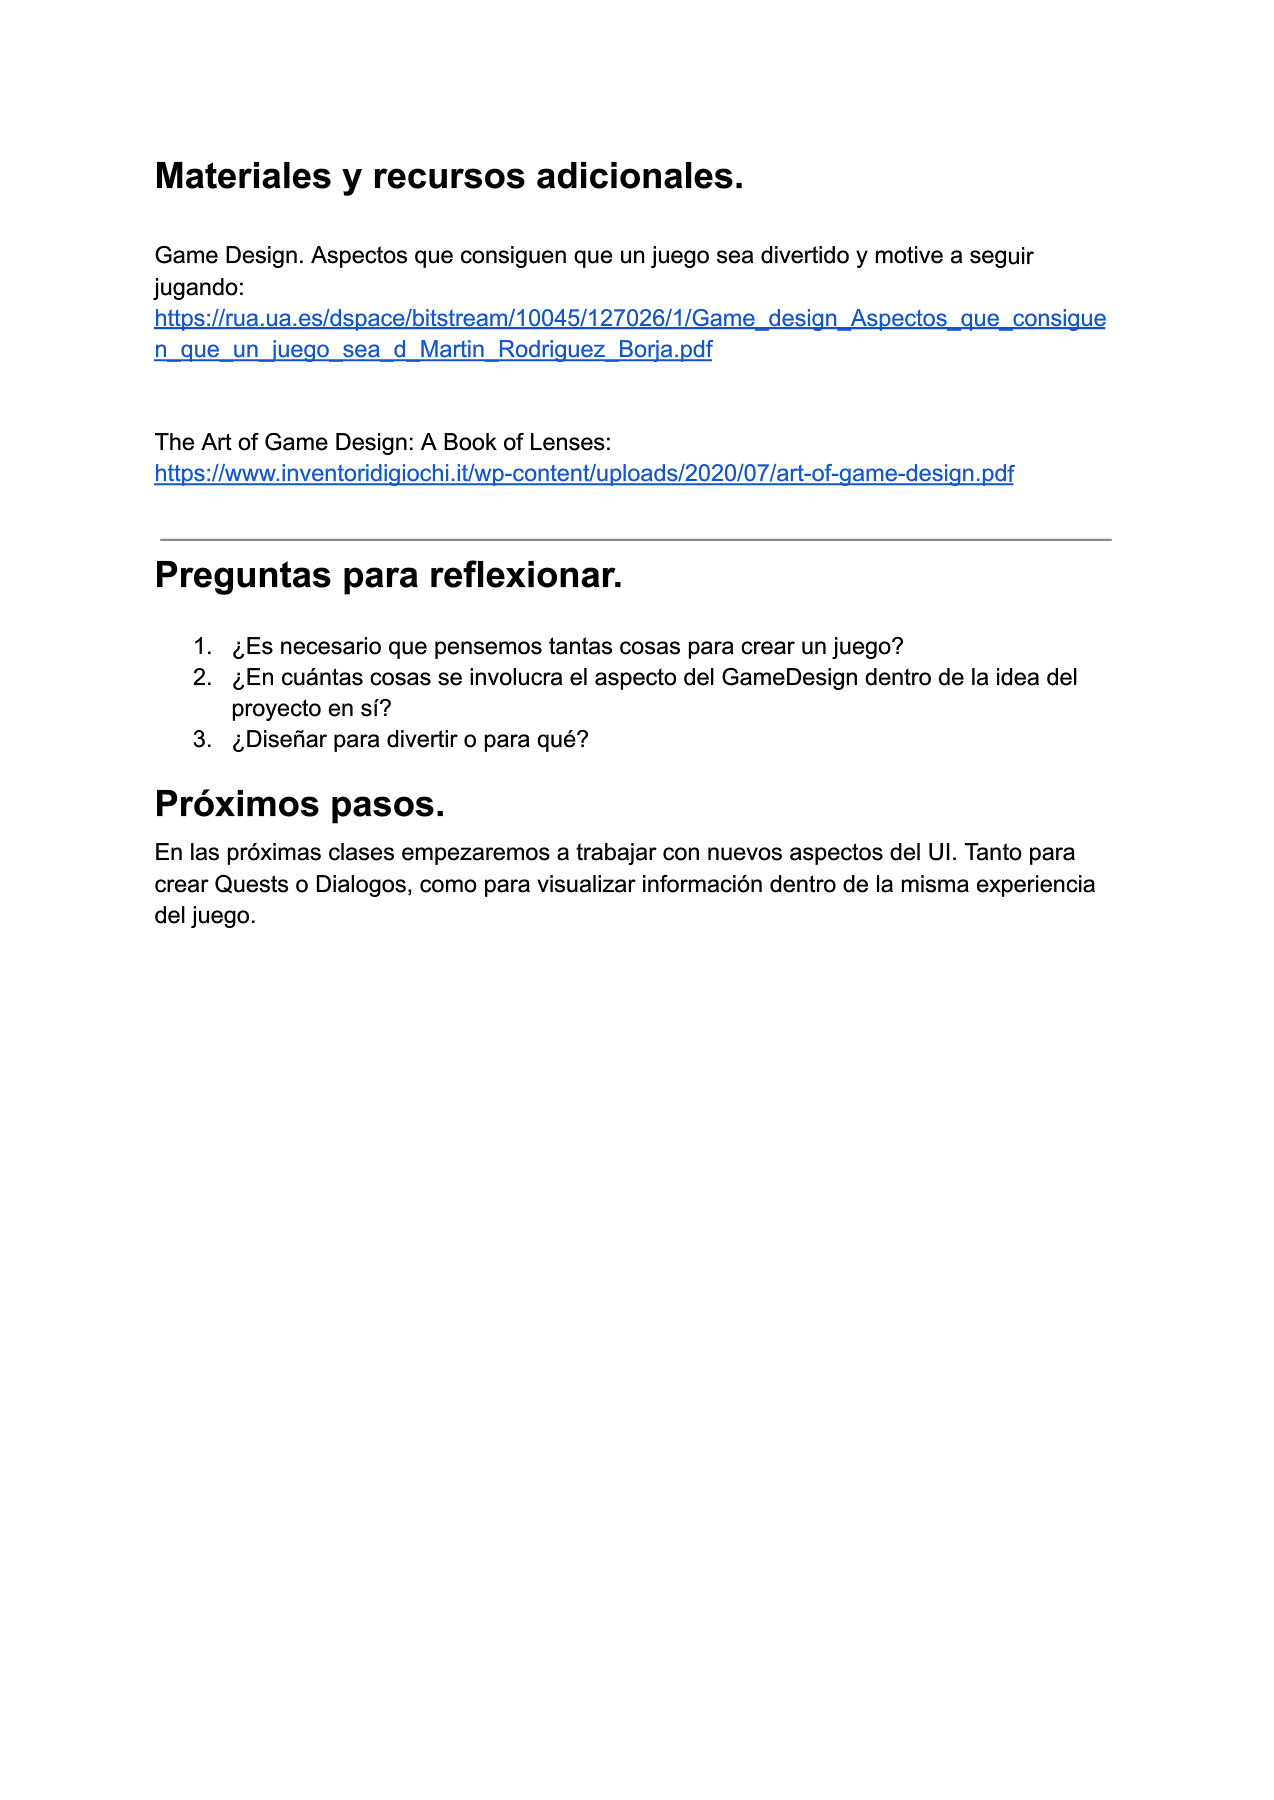 Materiales y recursos adicionales.
Game Design. Aspectos que consiguen que un juego sea divertido y motive a seguir
jugando:
https://rua.ua.es/dspace/bitstream/10045/127026/1/Game_design_Aspectos_que_consigue
n_que_un_juego_sea_d_Martin_Rodriguez_Borja.pdf
The Art of Game Design: A Book of Lenses:
https://www.inventoridigiochi.it/wp-content/uploads/2020/07/art-of-game-design.pdf
Preguntas para reflexionar.
1. ¿Es necesario que pensemos tantas cosas para crear un juego?
2. ¿En cuántas cosas se involucra el aspecto del GameDesign dentro de la idea del
proyecto en sí?
3. ¿Diseñar para divertir o para qué?
Próximos pasos.
En las próximas clases empezaremos a trabajar con nuevos aspectos del UI. Tanto para
crear Quests o Dialogos, como para visualizar información dentro de la misma experiencia
del juego.